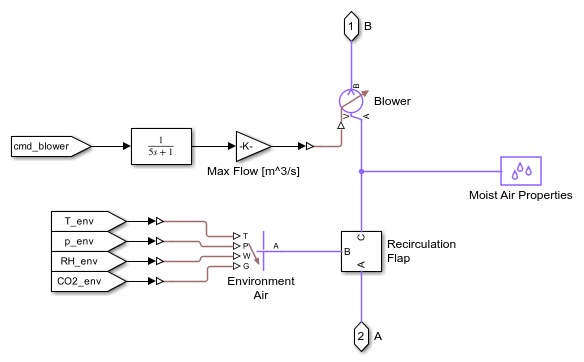 1 B
B
Blower
V A
cmd_blower
1
5s + 1
-K-
Max Flow [m^3/s]
Moist Air Properties
T_env
p_env
RH_env
CO2_env
T
P
W
G
A
Environment
Air
C
B
A
Recirculation
Flap
2 A